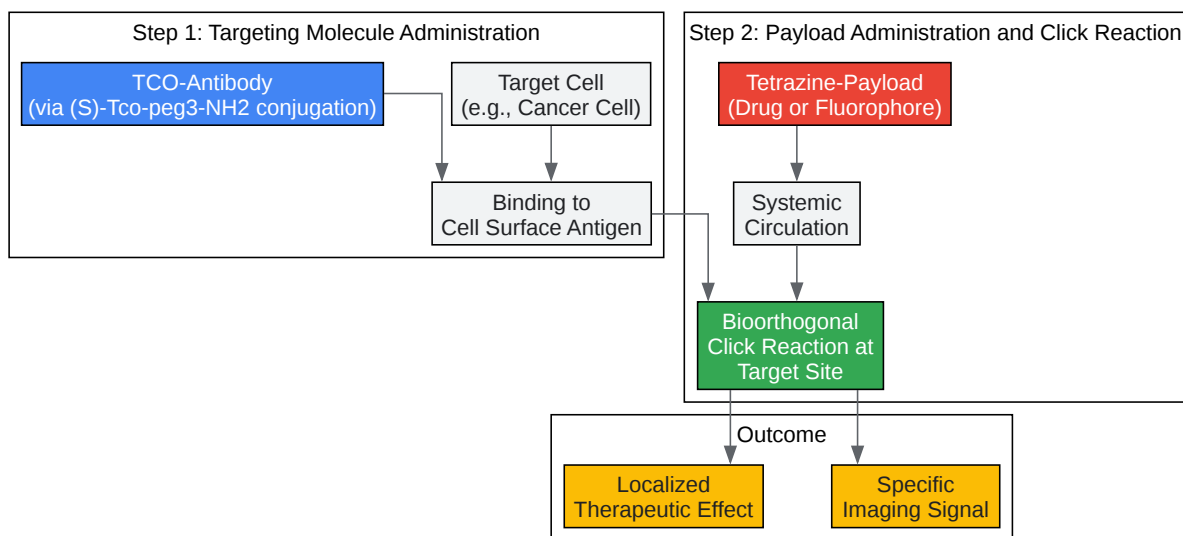 Step 1: Targeting Molecule Administration
TCO-Antibody
(via (S)-Tco-peg3-NH2 conjugation)
Target Cell
(e.g., Cancer Cell)
Binding to
Cell Surface Antigen
Step 2: Payload Administration and Click Reaction
Tetrazine-Payload
(Drug or Fluorophore)
Systemic
Circulation
Bioorthogonal
Click Reaction at
Target Site
Outcome
Localized
Therapeutic Effect
Specific
Imaging Signal